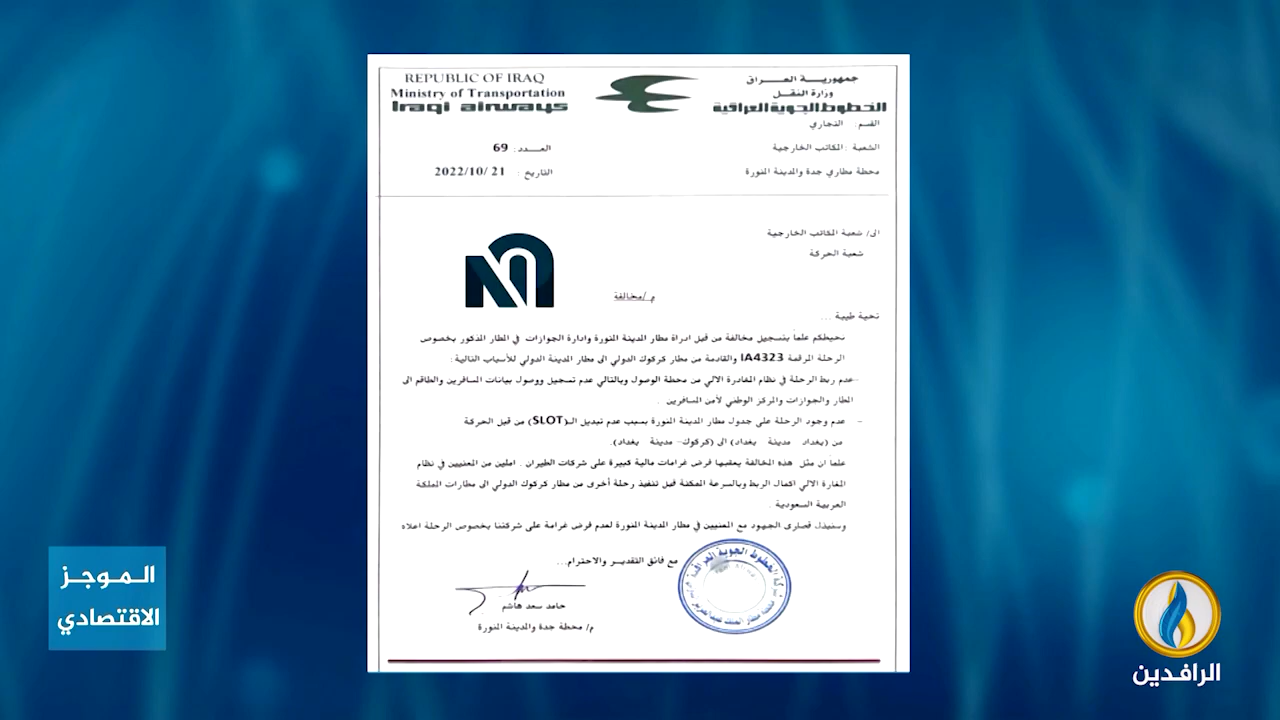 REPUBLIC OF IRAQ
Ministry of Transportation
Iraqi airways
جمهورية العراق
وزارة النقل
الخطوط الجوية العراقية
القسم: التجاري
الشعبة: المكاتب الخارجية
محطة مطاري جدة والمدينة المنورة
العدد: 69
التاريخ: 21 /2022/10
الى/ شعبة المكاتب الخارجية
شعبة الحركة
م/مخالفة
تحية طيبة ...
نحيطكم علماً بتسجيل مخالفة من قبل ادراة مطار المدينة المنورة وادارة الجوازات في المطار المذكور بخصوص
الرحلة المرقمة IA4323 والقادمة من مطار كركوك الدولي الى مطار المدينة الدولي للأسباب التالية:
-عدم ربط الرحلة في نظام المغادرة الالي من محطة الوصول وبالتالي عدم تسجيل ووصول بيانات المسافرين والطاقم الى
المطار والجوازات والمركز الوطني لأمن المسافرين .
- عدم وجود الرحلة على جدول مطار المدينة المنورة بسبب عدم تبديل الـ(SLOT) من قبل الحركة
من (بغداد مدينة بغداد) الى (كركوك- مدينة بغداد).
علماً ان مثل هذه المخالفة يعقبها فرض غرامات مالية كبيرة على شركات الطيران . املين من المعنيين في نظام
المغارة الالي اكمال الربط وبالسرعة الممكنة قبل تنفيذ رحلة أخرى من مطار كركوك الدولي الى مطارات المملكة
العربية السعودية .
وسنبذل قصارى الجهود مع المعنيين في مطار المدينة المنورة لعدم فرض غرامة على شركتنا بخصوص الرحلة اعلاه
مع فائق التقدير والاحترام...
حامد سعد هاشم
م/ محطة جدة والمدينة المنورة
الخطوط الجوية العراقية
الموجز
الاقتصادي
الرافدين